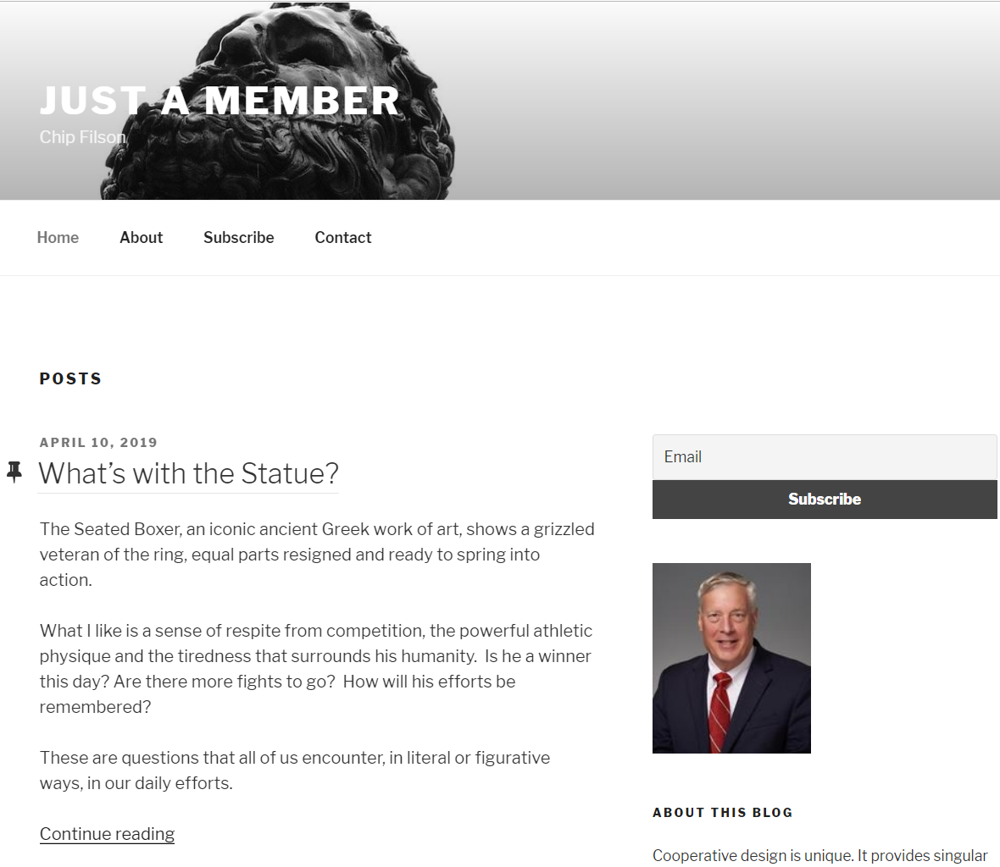 JUST A MEMBER
Chip Filson
Home
About
Subscribe
Contact
POSTS
APRIL 10, 2019
What’s with the Statue?
The Seated Boxer, an iconic ancient Greek work of art, shows a grizzled
veteran of the ring, equal parts resigned and ready to spring into
action.
What I like is a sense of respite from competition, the powerful athletic
physique and the tiredness that surrounds his humanity.  Is he a winner
this day? Are there more fights to go?  How will his efforts be
remembered?
These are questions that all of us encounter, in literal or figurative
ways, in our daily efforts.
Continue reading
Email
Subscribe
ABOUT THIS BLOG
Cooperative design is unique. It provides singular